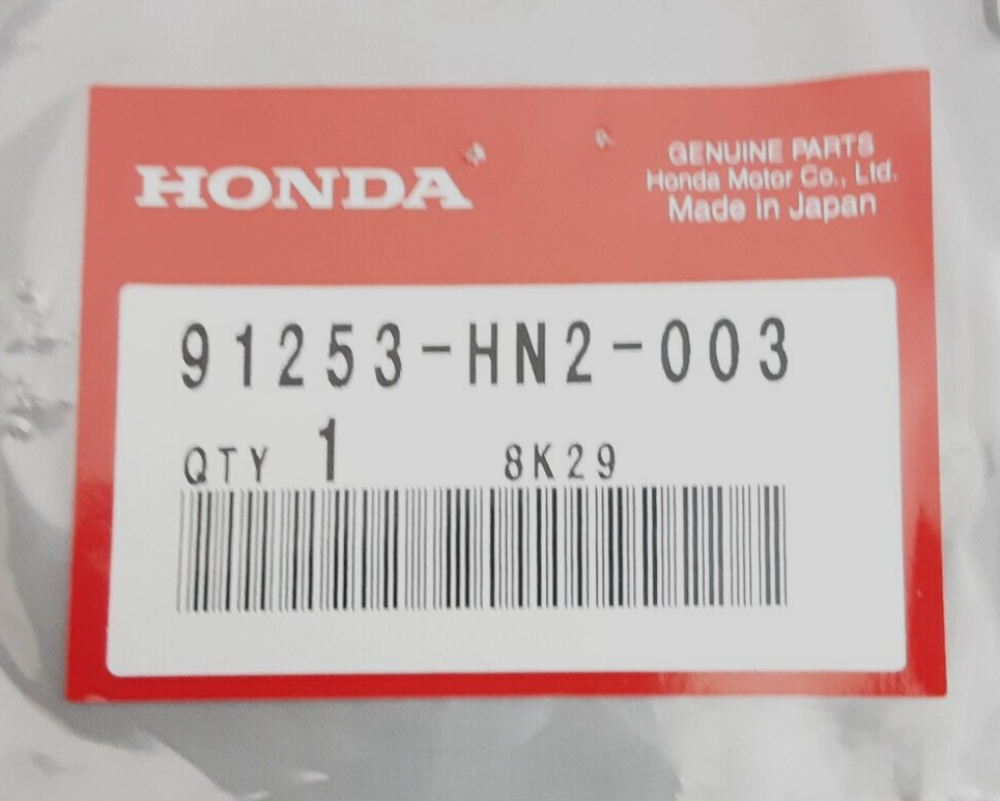 HONDA
GENUINE PARTS
Honda Motor Co., Ltd.
Made in Japan
91253-HN2-003
QTY 1 8K29